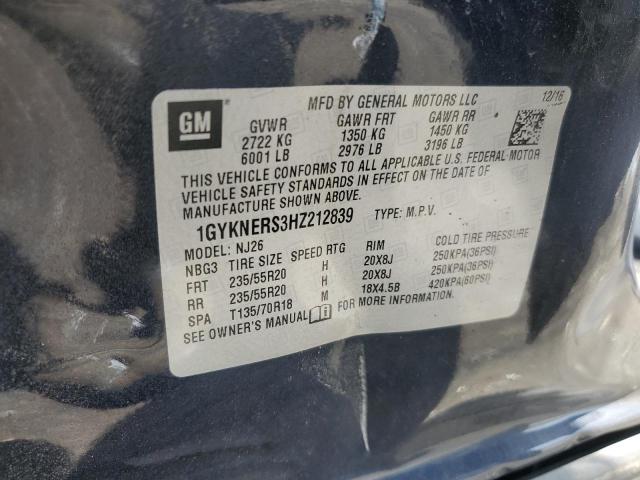 GM
MFD BY GENERAL MOTORS LLC 12/16
GVWR GAWR FRT GAWR RR
2722 KG 1350 KG 1450 KG
6001 LB 2976 LB 3196 LB
THIS VEHICLE CONFORMS TO ALL APPLICABLE U.S. FEDERAL MOTOR
VEHICLE SAFETY STANDARDS IN EFFECT ON THE DATE OF
MANUFACTURE SHOWN ABOVE.
1GYKNERS3HZ212839 TYPE: M.P.V.
MODEL: NJ26
NBG3 TIRE SIZE SPEED RTG RIM COLD TIRE PRESSURE
FRT 235/55R20 H 20X8J 250KPA(36PSI)
RR 235/55R20 H 20X8J 250KPA(36PSI)
SPA T135/70R18 M 18X4.5B 420KPA(60PSI)
SEE OWNER'S MANUAL